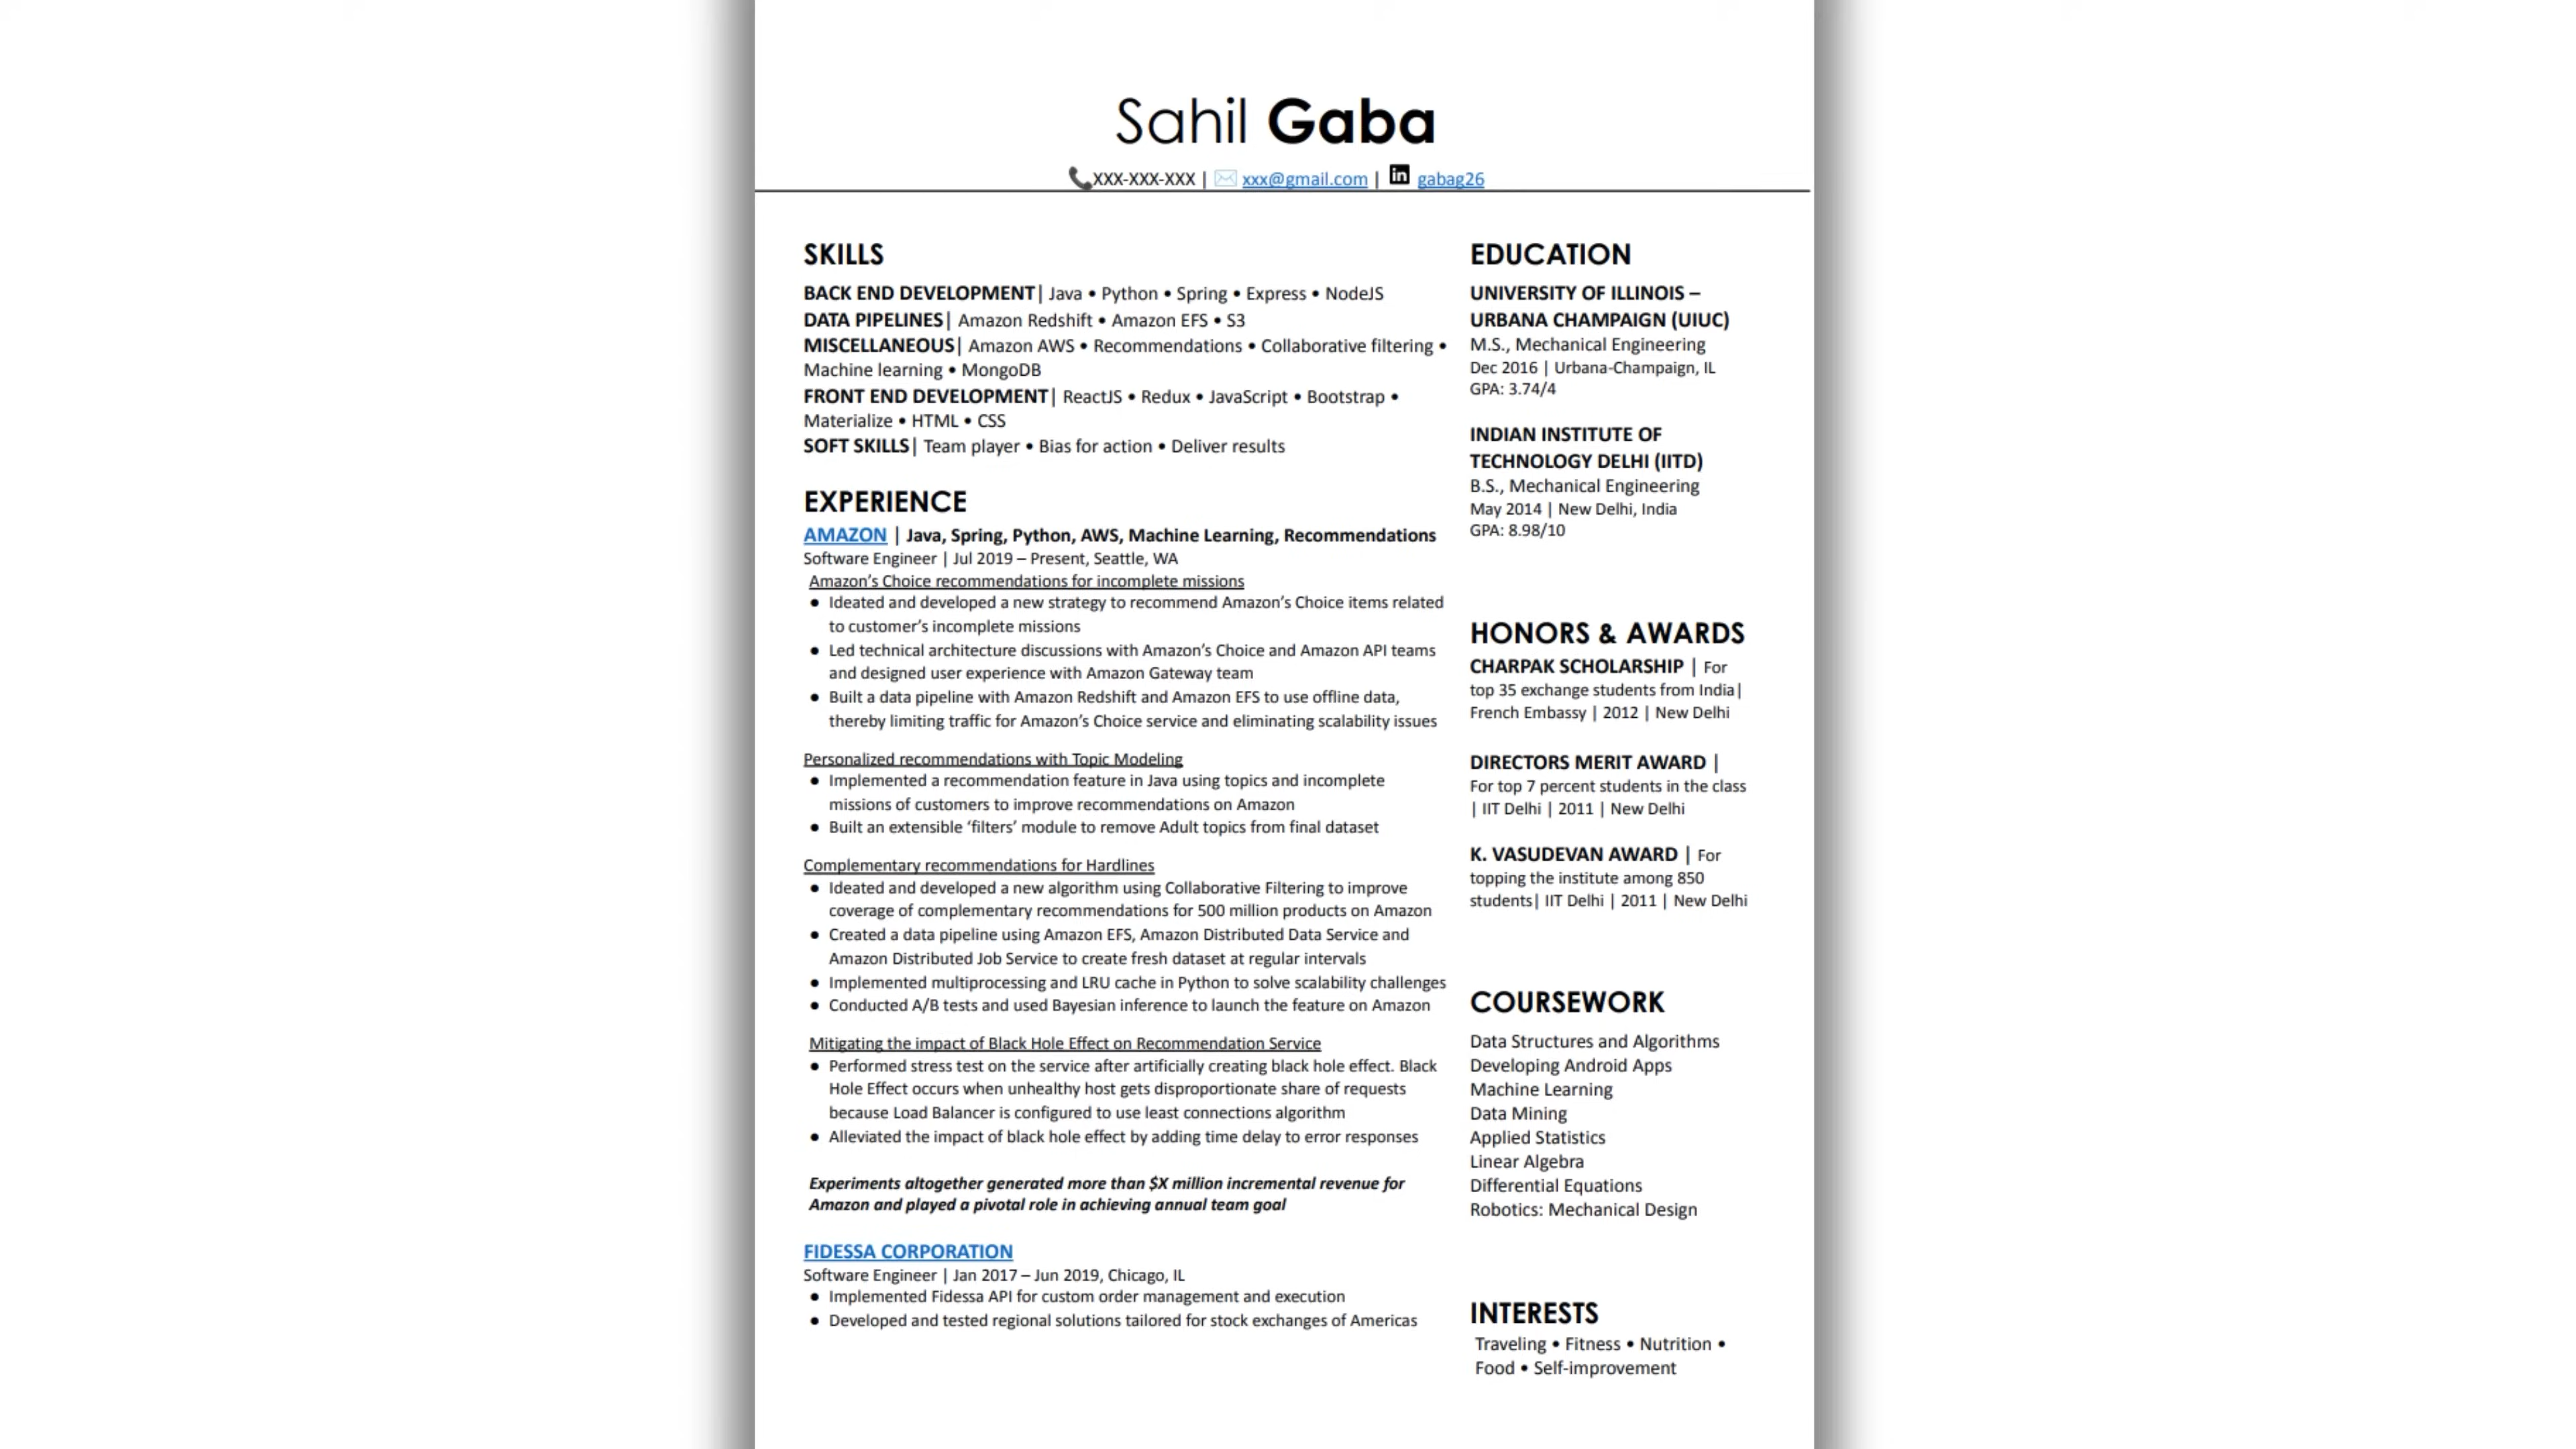 Sahil Gaba
XXX-XXX-XXX | xxx@gmail.com | in gabag26
SKILLS
BACK END DEVELOPMENT| Java • Python • Spring • Express • NodeJS
DATA PIPELINES| Amazon Redshift • Amazon EFS • S3
MISCELLANEOUS| Amazon AWS • Recommendations • Collaborative filtering •
Machine learning • MongoDB
FRONT END DEVELOPMENT| ReactJS • Redux • JavaScript • Bootstrap •
Materialize • HTML • CSS
SOFT SKILLS| Team player • Bias for action • Deliver results
EXPERIENCE
AMAZON | Java, Spring, Python, AWS, Machine Learning, Recommendations
Software Engineer | Jul 2019 – Present, Seattle, WA
Amazon's Choice recommendations for incomplete missions
● Ideated and developed a new strategy to recommend Amazon's Choice items related
to customer's incomplete missions
● Led technical architecture discussions with Amazon's Choice and Amazon API teams
and designed user experience with Amazon Gateway team
● Built a data pipeline with Amazon Redshift and Amazon EFS to use offline data,
thereby limiting traffic for Amazon's Choice service and eliminating scalability issues
Personalized recommendations with Topic Modeling
● Implemented a recommendation feature in Java using topics and incomplete
missions of customers to improve recommendations on Amazon
● Built an extensible 'filters' module to remove Adult topics from final dataset
Complementary recommendations for Hardlines
● Ideated and developed a new algorithm using Collaborative Filtering to improve
coverage of complementary recommendations for 500 million products on Amazon
● Created a data pipeline using Amazon EFS, Amazon Distributed Data Service and
Amazon Distributed Job Service to create fresh dataset at regular intervals
● Implemented multiprocessing and LRU cache in Python to solve scalability challenges
● Conducted A/B tests and used Bayesian inference to launch the feature on Amazon
Mitigating the impact of Black Hole Effect on Recommendation Service
● Performed stress test on the service after artificially creating black hole effect. Black
Hole Effect occurs when unhealthy host gets disproportionate share of requests
because Load Balancer is configured to use least connections algorithm
● Alleviated the impact of black hole effect by adding time delay to error responses
Experiments altogether generated more than $X million incremental revenue for
Amazon and played a pivotal role in achieving annual team goal
FIDESSA CORPORATION
Software Engineer | Jan 2017 – Jun 2019, Chicago, IL
● Implemented Fidessa API for custom order management and execution
● Developed and tested regional solutions tailored for stock exchanges of Americas
EDUCATION
UNIVERSITY OF ILLINOIS –
URBANA CHAMPAIGN (UIUC)
M.S., Mechanical Engineering
Dec 2016 | Urbana-Champaign, IL
GPA: 3.74/4
INDIAN INSTITUTE OF
TECHNOLOGY DELHI (IITD)
B.S., Mechanical Engineering
May 2014 | New Delhi, India
GPA: 8.98/10
HONORS & AWARDS
CHARPAK SCHOLARSHIP | For
top 35 exchange students from India|
French Embassy | 2012 | New Delhi
DIRECTORS MERIT AWARD |
For top 7 percent students in the class
| IIT Delhi | 2011 | New Delhi
K. VASUDEVAN AWARD | For
topping the institute among 850
students| IIT Delhi | 2011 | New Delhi
COURSEWORK
Data Structures and Algorithms
Developing Android Apps
Machine Learning
Data Mining
Applied Statistics
Linear Algebra
Differential Equations
Robotics: Mechanical Design
INTERESTS
Traveling • Fitness • Nutrition •
Food • Self-improvement